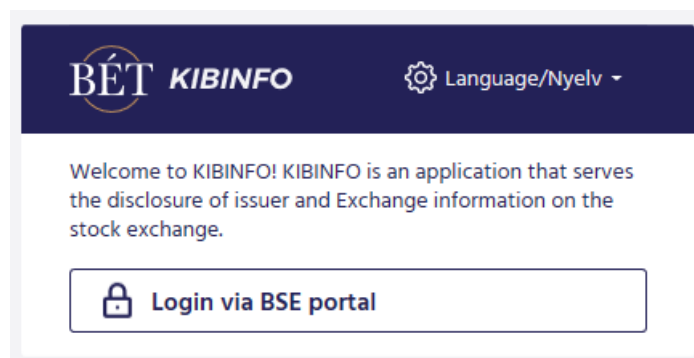 BÉT KIBINFO Language/Nyelv
Welcome to KIBINFO! KIBINFO is an application that serves
the disclosure of issuer and Exchange information on the
stock exchange.
Login via BSE portal